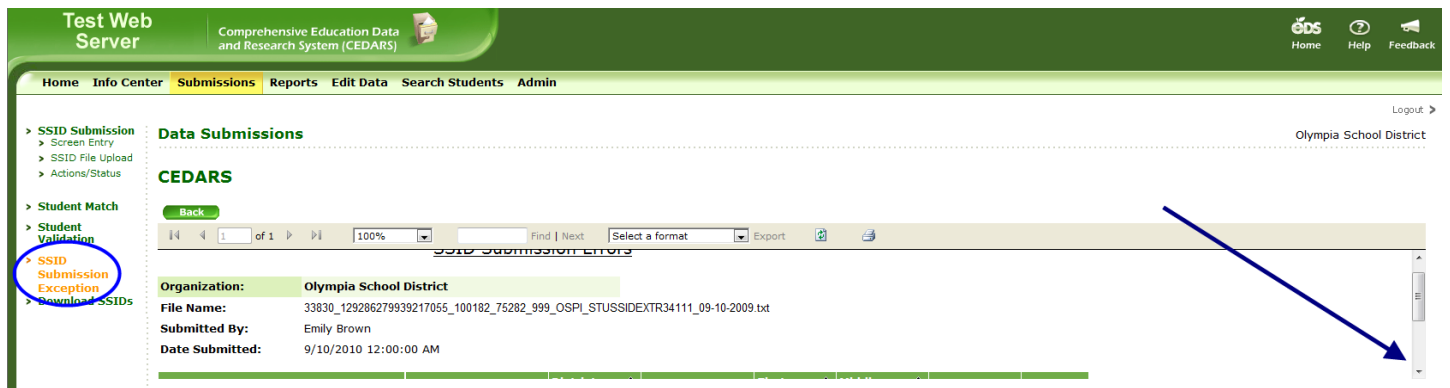 Test Web
Server
Comprehensive Education Data
and Research System (CEDARS)
eds
Home
Help
Feedback
Home Info Center Submissions Reports Edit Data Search Students Admin
Logout >
> SSID Submission
> Screen Entry
> SSID File Upload
> Actions/Status
> Student Match
> Student
Validation
> SSID
Submission
Exception
> Download SSIDs
Data Submissions
Olympia School District
CEDARS
Back
1 of 1 100% Find | Next Select a format Export
SSID Submission Errors
Organization: Olympia School District
File Name: 33830_129286279939217055_100182_75282_999_OSPI_STUSSIDEXTR34111_09-10-2009.txt
Submitted By: Emily Brown
Date Submitted: 9/10/2010 12:00:00 AM